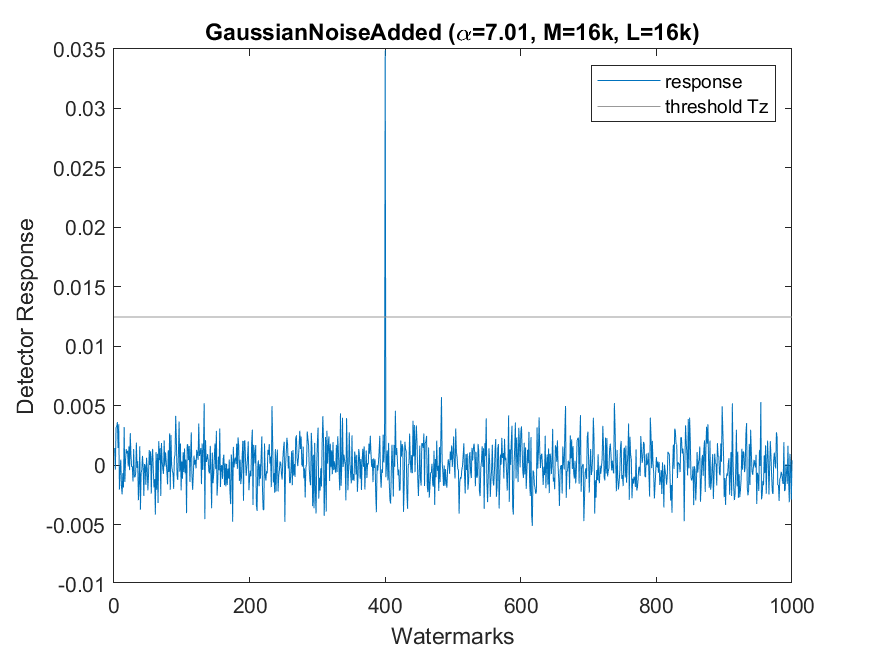 GaussianNoiseAdded (α=7.01, M=16k, L=16k)
response
threshold Tz
Detector Response
0.035
0.03
0.025
0.02
0.015
0.01
0.005
0
-0.005
-0.01
0 200 400 600 800 1000
Watermarks